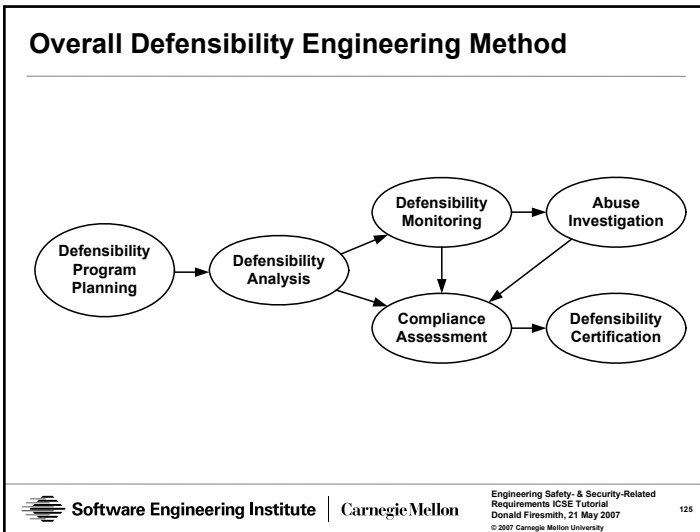 Overall Defensibility Engineering Method
Defensibility
Monitoring
Abuse
Investigation
Defensibility
Program
Planning
Defensibility
Analysis
Compliance
Assessment
Defensibility
Certification
Software Engineering Institute
Carnegie Mellon
Engineering Safety- & Security-Related
Requirements ICSE Tutorial
Donald Firesmith, 21 May 2007
© 2007 Carnegie Mellon University
125